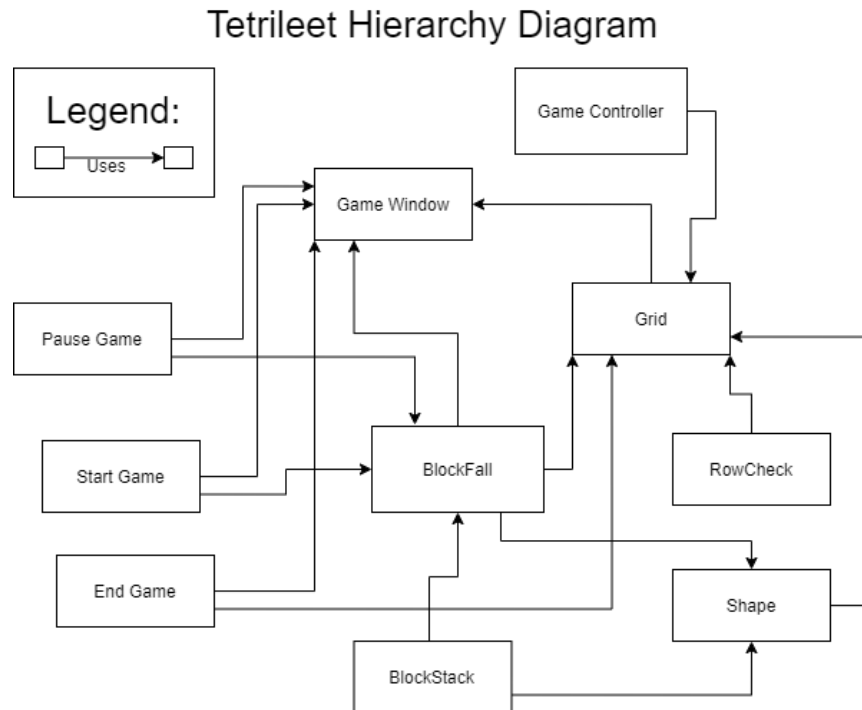 Tetrileet Hierarchy Diagram
Legend:
Uses
Game Controller
Game Window
Grid
Pause Game
Start Game
BlockFall
RowCheck
End Game
Shape
BlockStack